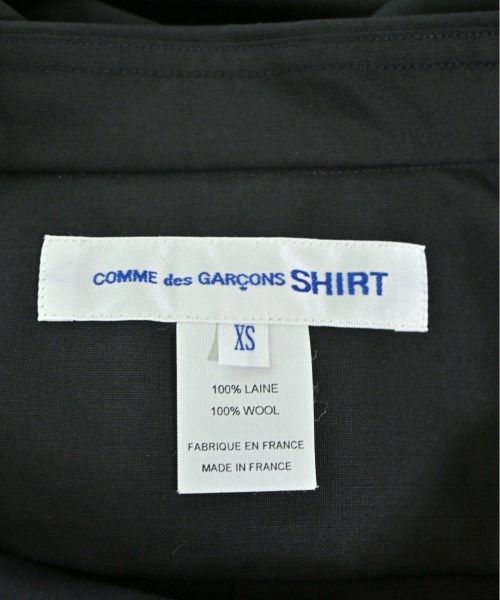 COMME des GARÇONS SHIRT
XS
100% LAINE
100% WOOL
FABRIQUE EN FRANCE
MADE IN FRANCE